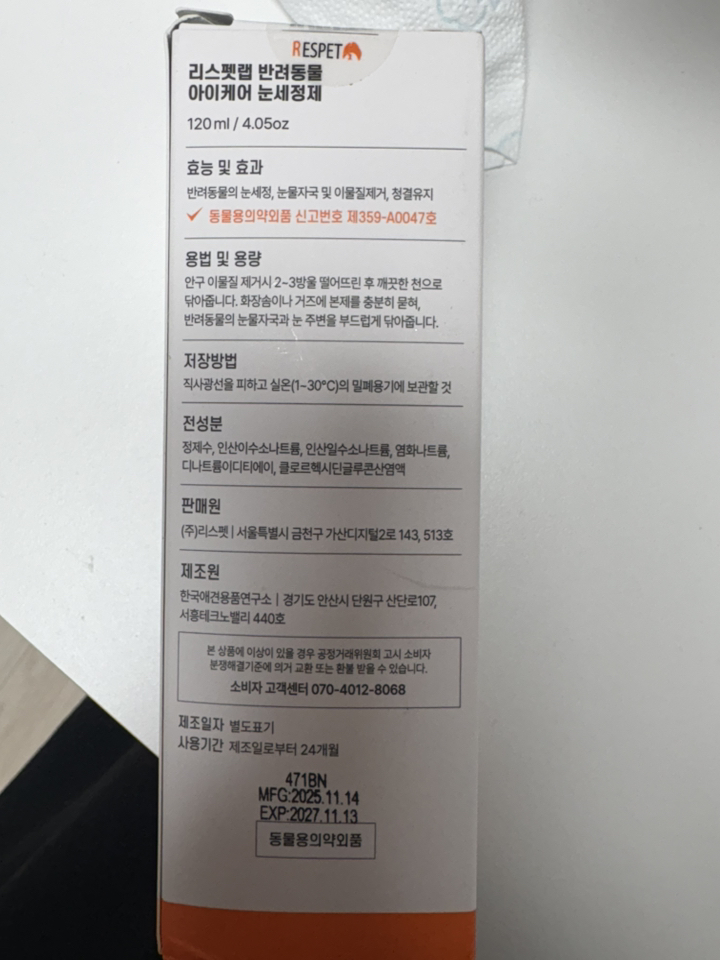 RESPET
리스펫랩 반려동물
아이케어 눈세정제
120ml / 4.05oz
효능 및 효과
반려동물의 눈세정, 눈물자국 및 이물질제거, 청결유지
동물용의약외품 신고번호 제359-A0047호
용법 및 용량
안구 이물질 제거시 2~3방울 떨어뜨린 후 깨끗한 천으로
닦아줍니다. 화장솜이나 거즈에 본제를 충분히 묻혀,
반려동물의 눈물자국과 눈 주변을 부드럽게 닦아줍니다.
저장방법
직사광선을 피하고 실온(1~30°C)의 밀폐용기에 보관할 것
전성분
정제수, 인산이수소나트륨, 인산일수소나트륨, 염화나트륨,
디나트륨이디티에이, 클로르헥시딘글루콘산염액
판매원
(주)리스펫 | 서울특별시 금천구 가산디지털2로 143, 513호
제조원
한국애견용품연구소 | 경기도 안산시 단원구 산단로107,
서흥테크노밸리 440호
본 상품에 이상이 있을 경우 공정거래위원회 고시 소비자
분쟁해결기준에 의거 교환 또는 환불 받을 수 있습니다.
소비자 고객센터 070-4012-8068
제조일자 별도표기
사용기간 제조일로부터 24개월
471BN
MFG:2025.11.14
EXP:2027.11.13
동물용의약외품